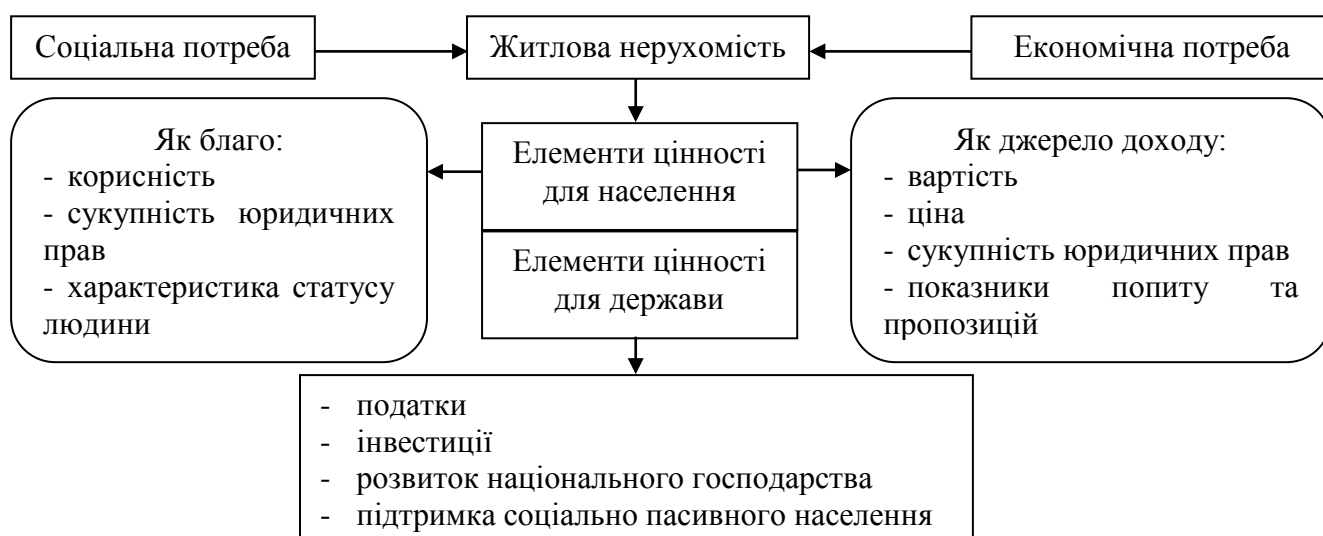 Соціальна потреба
Житлова нерухомість
Економічна потреба
Як благо:
- корисність
- сукупність юридичних
прав
- характеристика статусу
людини
Елементи цінності
для населення
Елементи цінності
для держави
Як джерело доходу:
- вартість
- ціна
- сукупність юридичних прав
- показники попиту та
пропозицій
- податки
- інвестиції
- розвиток національного господарства
- підтримка соціально пасивного населення